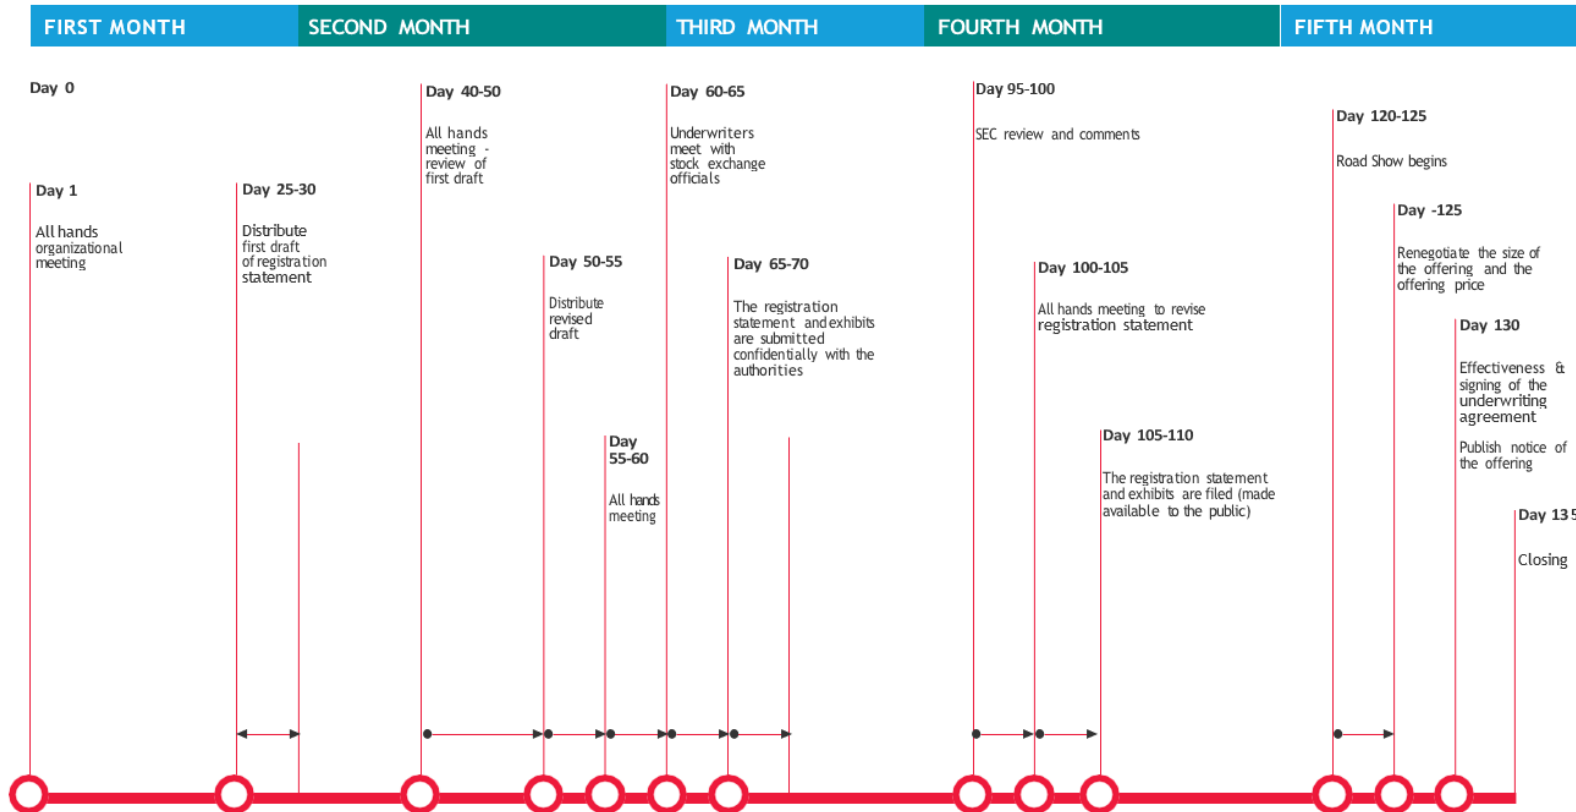 FIRST MONTH
SECOND MONTH
THIRD MONTH
FOURTH MONTH
FIFTH MONTH
Day 0
Day 1
All hands
organizational
meeting
Day 25-30
Distribute
first draft
of registration
statement
Day 40-50
All hands
meeting -
review of
first draft
Day 50-55
Distribute
revised
draft
Day
55-60
All hands
meeting
Day 60-65
Underwriters
meet with
stock exchange
officials
Day 65-70
The registration
statement and exhibits
are submitted
confidentially with the
authorities
Day 95-100
SEC review and comments
Day 100-105
All hands meeting to revise
registration statement
Day 105-110
The registration statement
and exhibits are filed (made
available to the public)
Day 120-125
Road Show begins
Day -125
Renegotiate the size of
the offering and the
offering price
Day 130
Effectiveness &
signing of the
underwriting
agreement
Publish notice of
the offering
Day 135
Closing